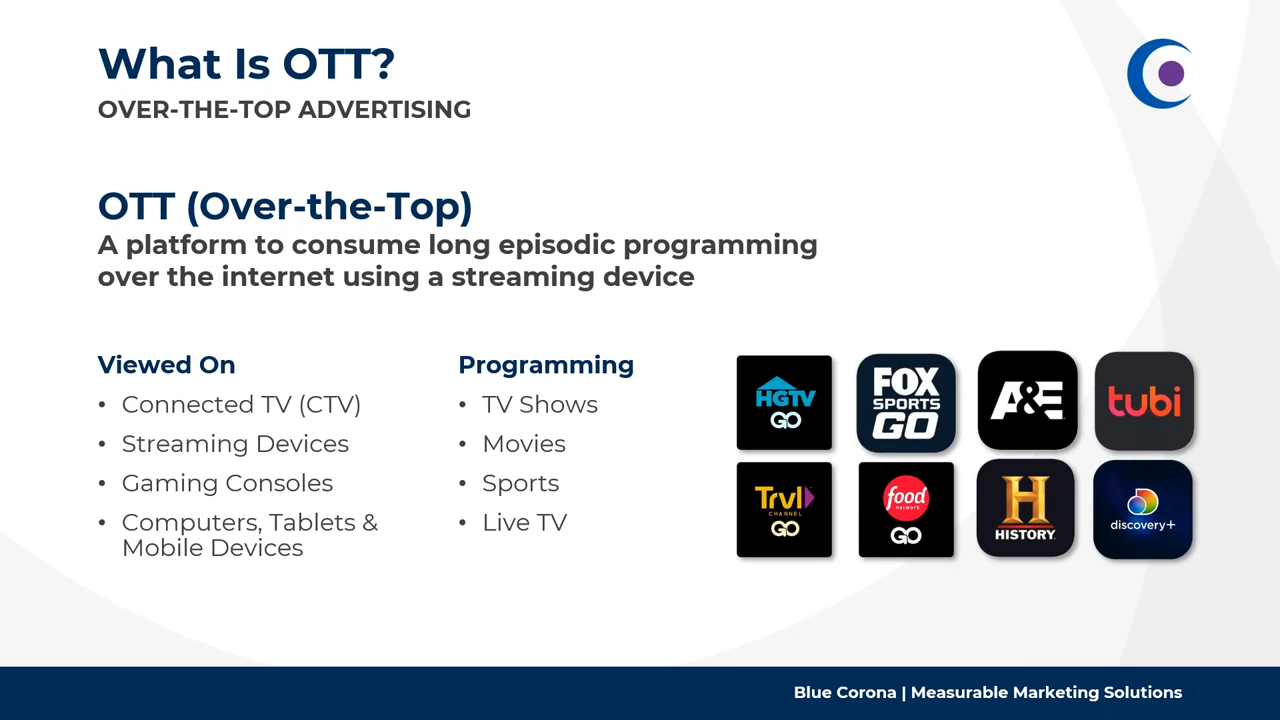 What Is OTT?
OVER-THE-TOP ADVERTISING
OTT (Over-the-Top)
A platform to consume long episodic programming
over the internet using a streaming device
Viewed On
• Connected TV (CTV)
• Streaming Devices
• Gaming Consoles
• Computers, Tablets &
Mobile Devices
Programming
• TV Shows
• Movies
• Sports
• Live TV
HGTV
GO
FOX
SPORTS
GO
A&E
tubi
Trvl
CHANNEL
GO
food
network
GO
H
HISTORY
discovery+
Blue Corona | Measurable Marketing Solutions